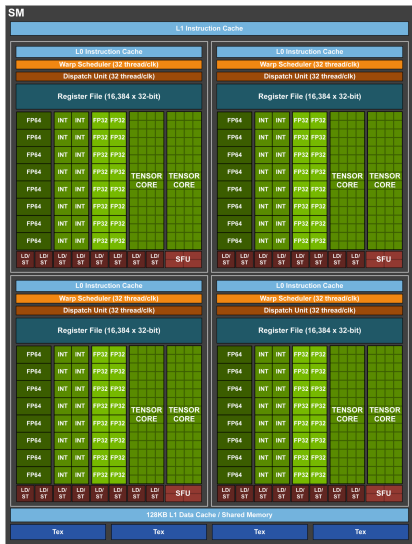 SM
L1 Instruction Cache
L0 Instruction Cache
Warp Scheduler (32 thread/clk)
Dispatch Unit (32 thread/clk)
Register File (16,384 x 32-bit)
FP64 INT INT FP32 FP32
FP64 INT INT FP32 FP32
FP64 INT INT FP32 FP32
FP64 INT INT FP32 FP32
TENSOR CORE TENSOR CORE
FP64 INT INT FP32 FP32
FP64 INT INT FP32 FP32
FP64 INT INT FP32 FP32
FP64 INT INT FP32 FP32
LD/ST LD/ST LD/ST LD/ST LD/ST LD/ST LD/ST LD/ST SFU
L0 Instruction Cache
Warp Scheduler (32 thread/clk)
Dispatch Unit (32 thread/clk)
Register File (16,384 x 32-bit)
FP64 INT INT FP32 FP32
FP64 INT INT FP32 FP32
FP64 INT INT FP32 FP32
FP64 INT INT FP32 FP32
TENSOR CORE TENSOR CORE
FP64 INT INT FP32 FP32
FP64 INT INT FP32 FP32
FP64 INT INT FP32 FP32
FP64 INT INT FP32 FP32
LD/ST LD/ST LD/ST LD/ST LD/ST LD/ST LD/ST LD/ST SFU
L0 Instruction Cache
Warp Scheduler (32 thread/clk)
Dispatch Unit (32 thread/clk)
Register File (16,384 x 32-bit)
FP64 INT INT FP32 FP32
FP64 INT INT FP32 FP32
FP64 INT INT FP32 FP32
FP64 INT INT FP32 FP32
TENSOR CORE TENSOR CORE
FP64 INT INT FP32 FP32
FP64 INT INT FP32 FP32
FP64 INT INT FP32 FP32
FP64 INT INT FP32 FP32
LD/ST LD/ST LD/ST LD/ST LD/ST LD/ST LD/ST LD/ST SFU
L0 Instruction Cache
Warp Scheduler (32 thread/clk)
Dispatch Unit (32 thread/clk)
Register File (16,384 x 32-bit)
FP64 INT INT FP32 FP32
FP64 INT INT FP32 FP32
FP64 INT INT FP32 FP32
FP64 INT INT FP32 FP32
TENSOR CORE TENSOR CORE
FP64 INT INT FP32 FP32
FP64 INT INT FP32 FP32
FP64 INT INT FP32 FP32
FP64 INT INT FP32 FP32
LD/ST LD/ST LD/ST LD/ST LD/ST LD/ST LD/ST LD/ST SFU
128KB L1 Data Cache / Shared Memory
Tex Tex Tex Tex